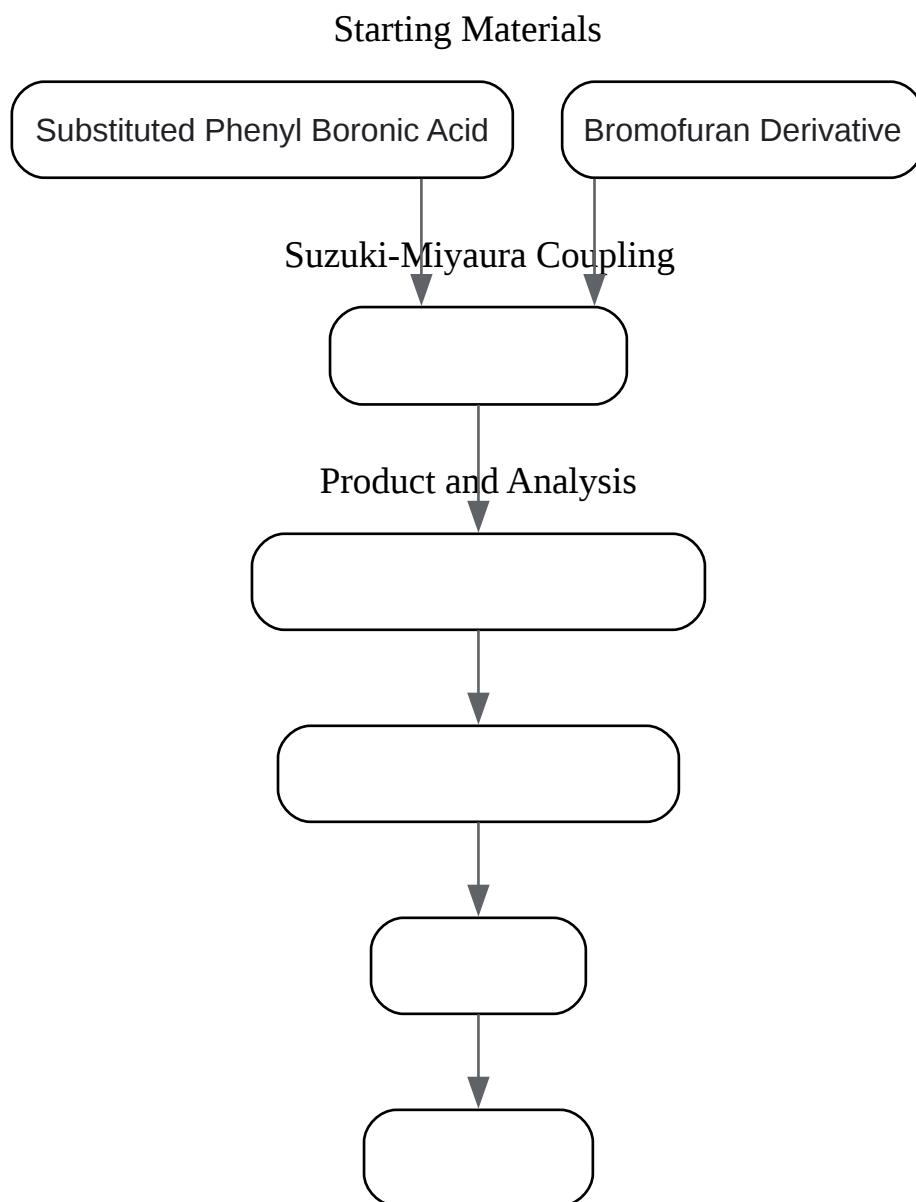 Starting Materials
Substituted Phenyl Boronic Acid
Bromofuran Derivative
Suzuki-Miyaura Coupling
Product and Analysis